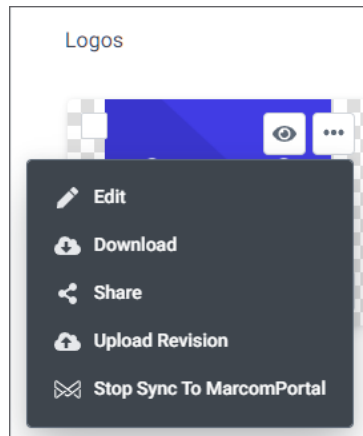 Logos
Edit
Download
Share
Upload Revision
Stop Sync To MarcomPortal